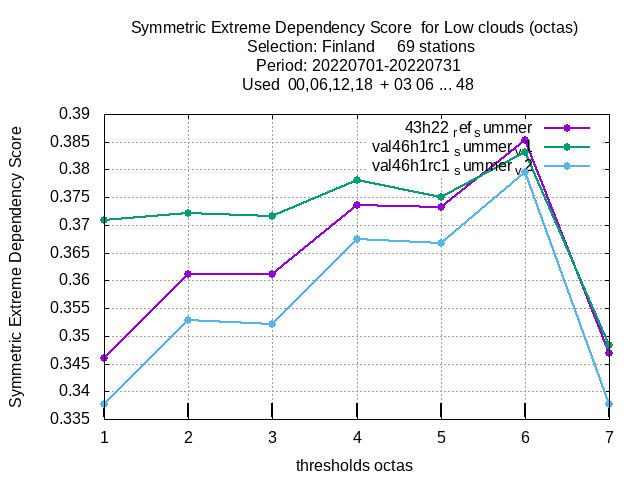 Symmetric Extreme Dependency Score for Low clouds (octas)
Selection: Finland 69 stations
Period: 20220701-20220731
Used 00,06,12,18 + 03 06 ... 48
43h22 ref summer
val46h1rc1 summer v1
val46h1rc1 summer v2
Symmetric Extreme Dependency Score
0.39
0.385
0.38
0.375
0.37
0.365
0.36
0.355
0.35
0.345
0.34
0.335
1 2 3 4 5 6 7
thresholds octas